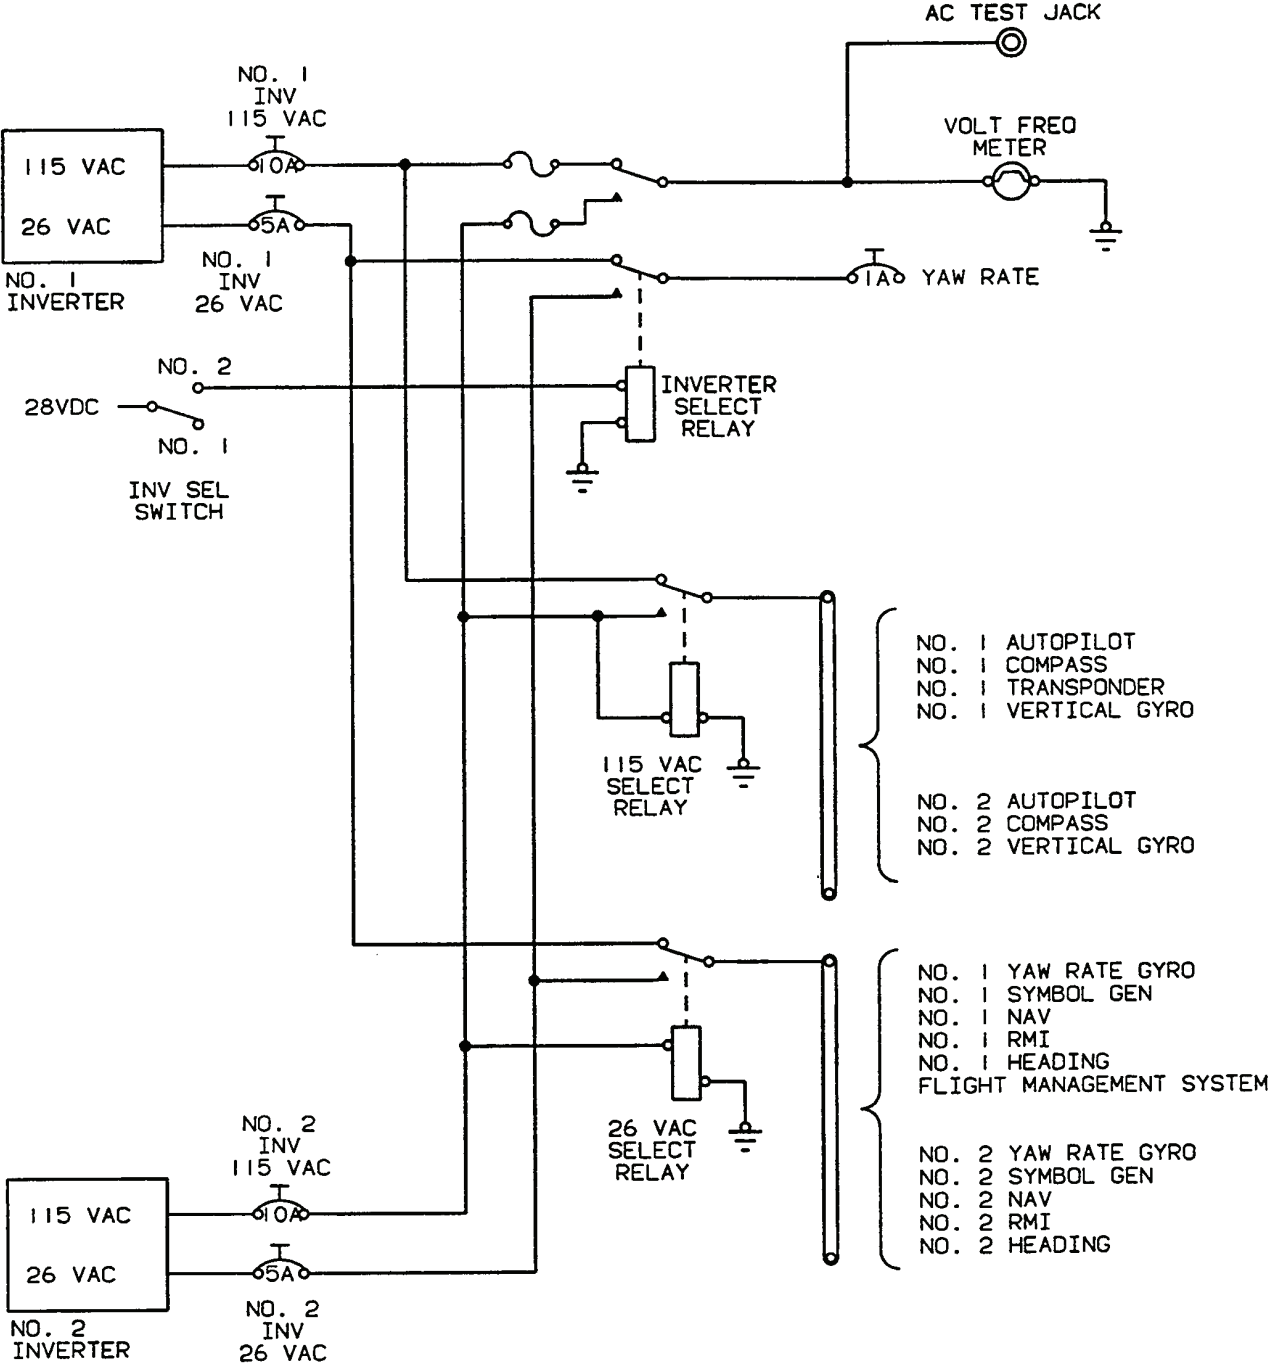 AC TEST JACK
NO. 1
INV
115 VAC
VOLT FREQ
METER
115 VAC
10A
26 VAC
5A
NO. 1
INVERTER
NO. 1
INV
26 VAC
1A
YAW RATE
NO. 2
28VDC
NO. 1
INV SEL
SWITCH
INVERTER
SELECT
RELAY
NO. 1 AUTOPILOT
NO. 1 COMPASS
NO. 1 TRANSPONDER
NO. 1 VERTICAL GYRO
115 VAC
SELECT
RELAY
NO. 2 AUTOPILOT
NO. 2 COMPASS
NO. 2 VERTICAL GYRO
NO. 1 YAW RATE GYRO
NO. 1 SYMBOL GEN
NO. 1 NAV
NO. 1 RMI
NO. 1 HEADING
FLIGHT MANAGEMENT SYSTEM
26 VAC
SELECT
RELAY
NO. 2 YAW RATE GYRO
NO. 2 SYMBOL GEN
NO. 2 NAV
NO. 2 RMI
NO. 2 HEADING
NO. 2
INV
115 VAC
115 VAC
10A
26 VAC
5A
NO. 2
INVERTER
NO. 2
INV
26 VAC